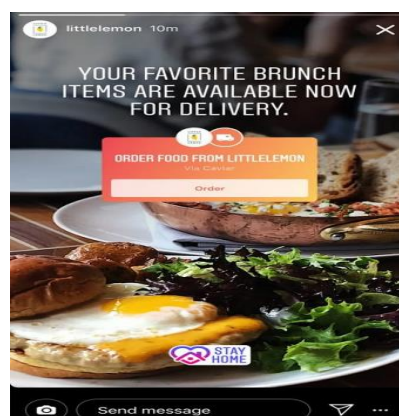 littlelemon 10m
YOUR FAVORITE BRUNCH
ITEMS ARE AVAILABLE NOW
FOR DELIVERY.
ORDER FOOD FROM LITTLELEMON
Via Caviar
Order
STAY
HOME
Send message